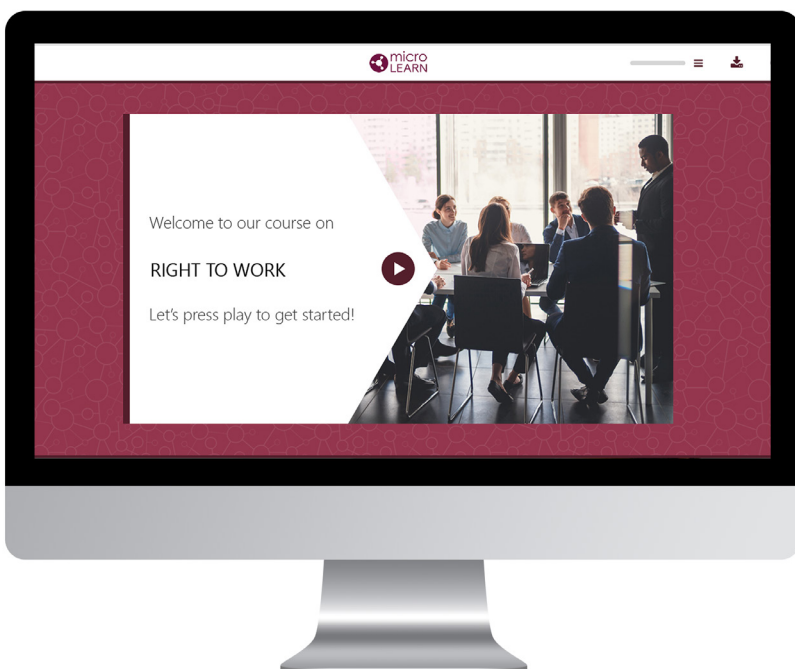 micro
LEARN
Welcome to our course on
RIGHT TO WORK
Let's press play to get started!